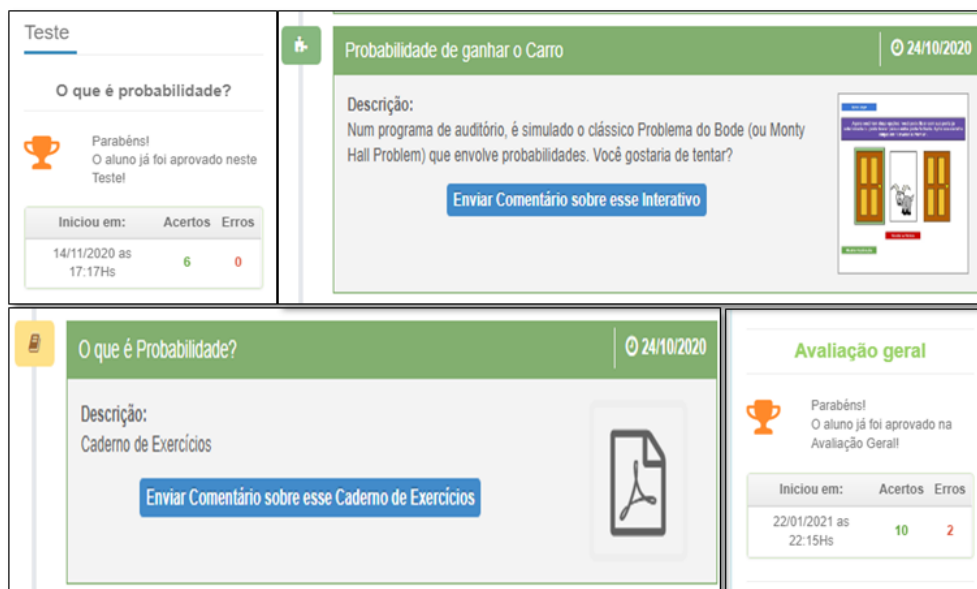 Teste
O que é probabilidade?
Parabéns!
O aluno já foi aprovado neste
Teste!
Iniciou em: Acertos Erros
14/11/2020 as
17:17Hs
6 0
Probabilidade de ganhar o Carro
24/10/2020
Descrição:
Num programa de auditório, é simulado o clássico Problema do Bode (ou Monty
Hall Problem) que envolve probabilidades. Você gostaria de tentar?
Enviar Comentário sobre esse Interativo
O que é Probabilidade?
24/10/2020
Descrição:
Caderno de Exercícios
Enviar Comentário sobre esse Caderno de Exercícios
Avaliação geral
Parabéns!
O aluno já foi aprovado na
Avaliação Geral!
Iniciou em: Acertos Erros
22/01/2021 as
22:15Hs
10 2